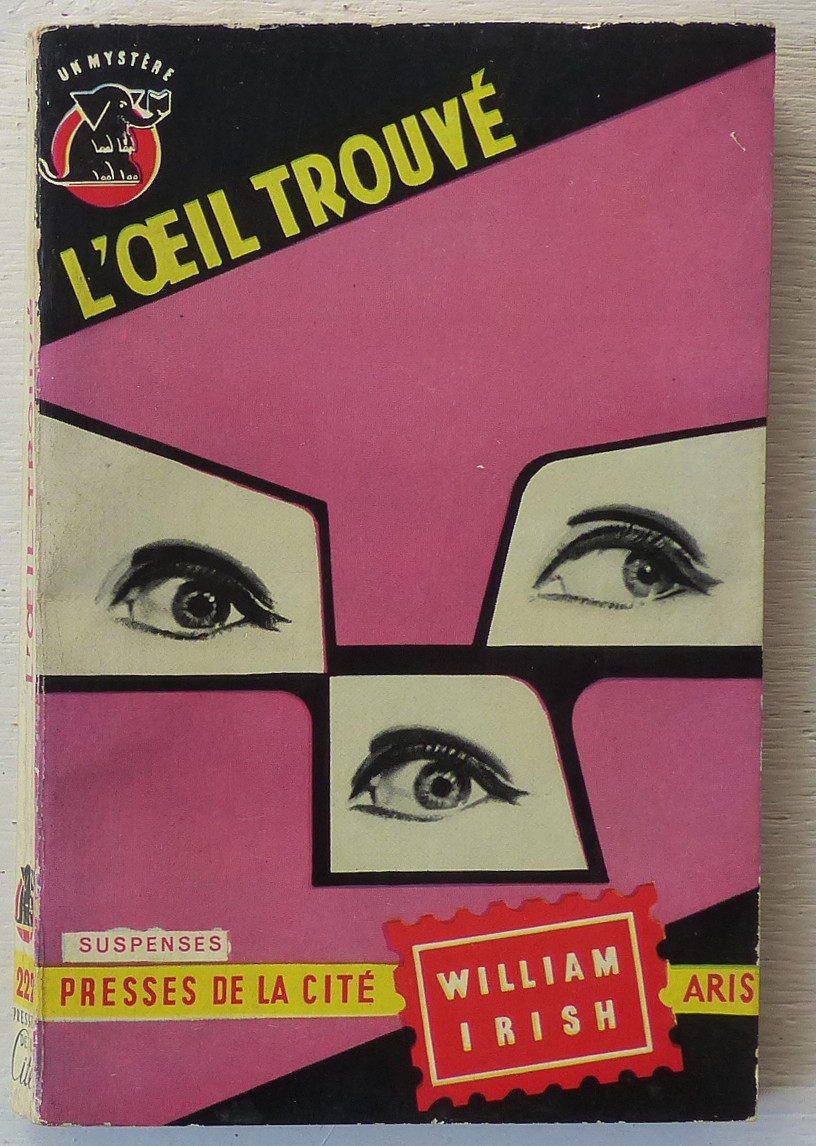 UN MYSTÈRE
L'ŒIL TROUVÉ
SUSPENSES
PRESSES DE LA CITÉ
WILLIAM
IRISH
ARIS